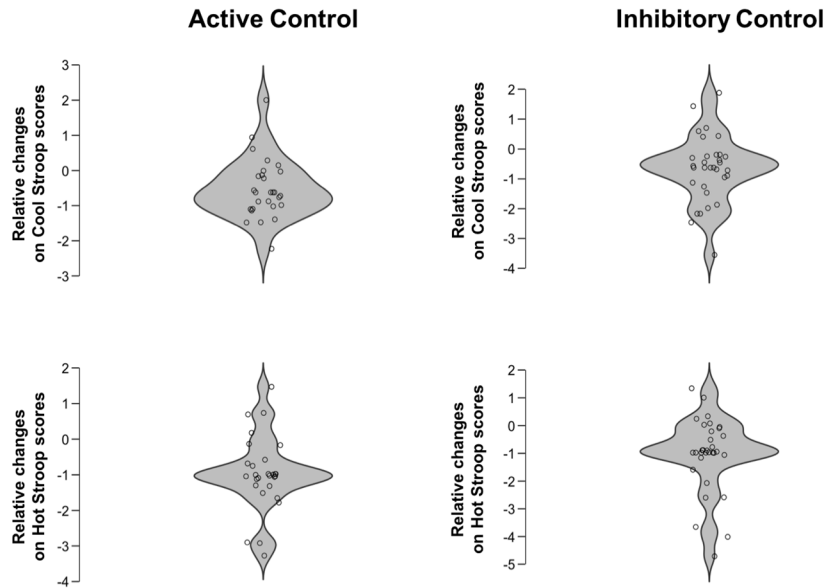 Active Control
Inhibitory Control
Relative changes
on Cool Stroop scores
3
2
1
0
-1
-2
-3
Relative changes
on Cool Stroop scores
2
1
0
-1
-2
-3
-4
Relative changes
on Hot Stroop scores
2
1
0
-1
-2
-3
-4
Relative changes
on Hot Stroop scores
2
1
0
-1
-2
-3
-4
-5